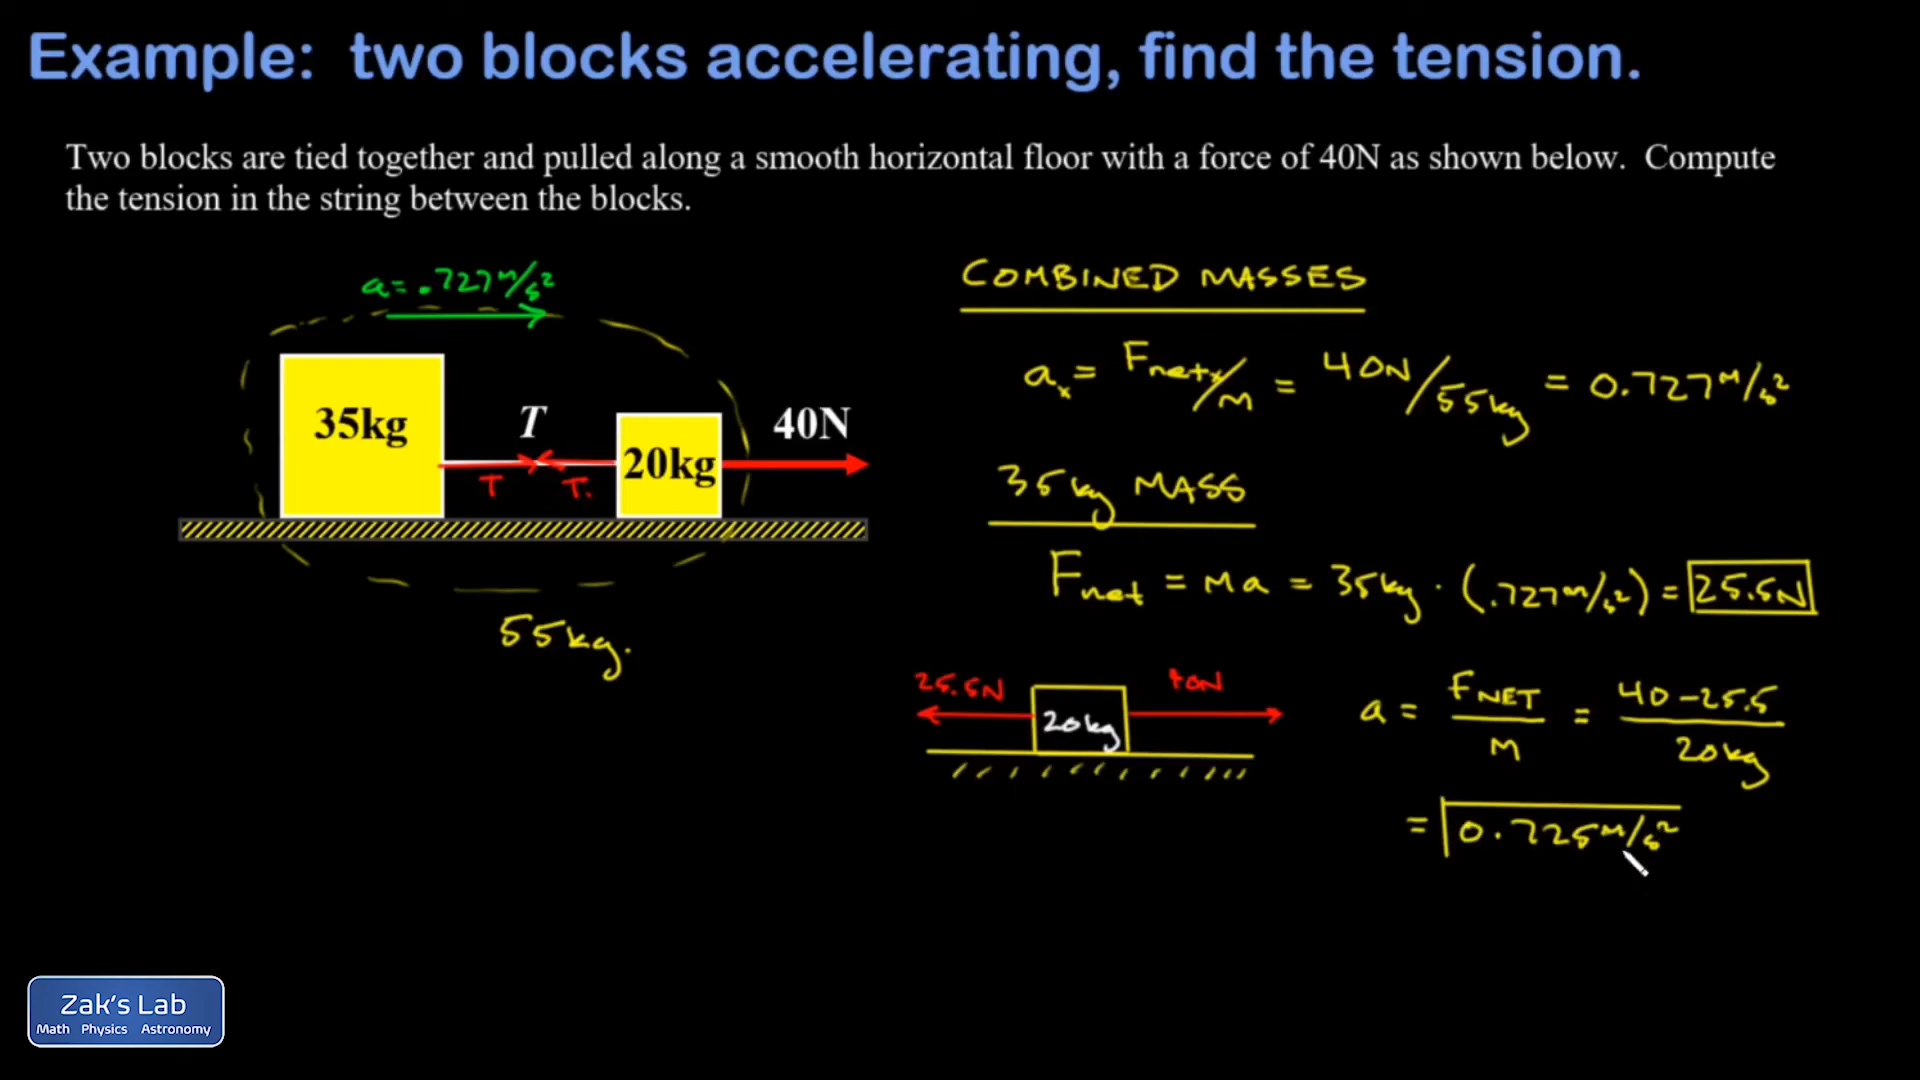 Example: two blocks accelerating, find the tension.
Two blocks are tied together and pulled along a smooth horizontal floor with a force of 40N as shown below. Compute
the tension in the string between the blocks.
a = .727 m/s²
35kg
T
20kg
40N
T
T.
55kg.
COMBINED MASSES
aₓ = Fnetₓ/m = 40N/55kg = 0.727 m/s²
35kg MASS
Fnet = ma = 35kg · (.727 m/s²) = 25.5N
25.5N
20kg
40N
a = FNET/m = 40-25.5/20kg
= 0.725 m/s²
Zak's Lab
Math Physics Astronomy